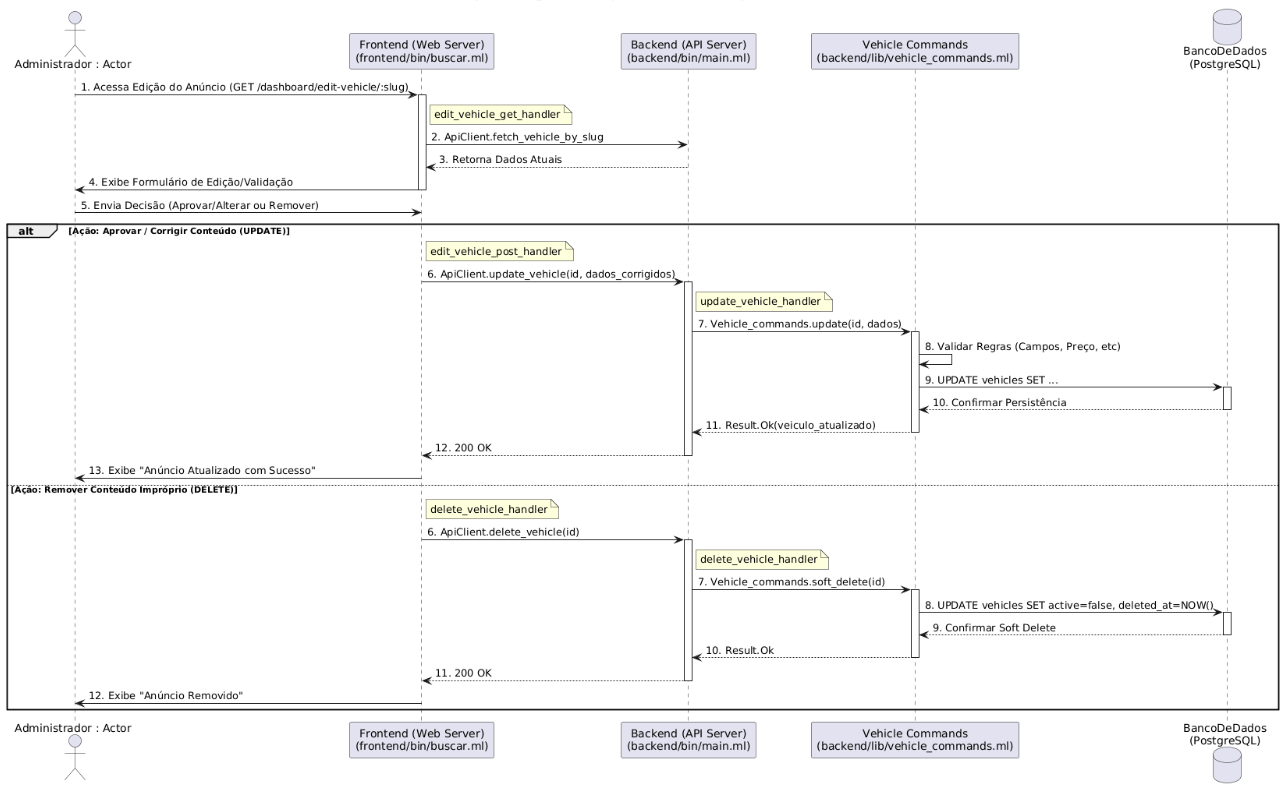 Administrador : Actor
Frontend (Web Server)
(frontend/bin/buscar.ml)
Backend (API Server)
(backend/bin/main.ml)
Vehicle Commands
(backend/lib/vehicle_commands.ml)
BancoDeDados
(PostgreSQL)
1. Acessa Edição do Anúncio (GET /dashboard/edit-vehicle/:slug)
edit_vehicle_get_handler
2. ApiClient.fetch_vehicle_by_slug
3. Retorna Dados Atuais
4. Exibe Formulário de Edição/Validação
5. Envia Decisão (Aprovar/Alterar ou Remover)
alt [Ação: Aprovar / Corrigir Conteúdo (UPDATE)]
edit_vehicle_post_handler
6. ApiClient.update_vehicle(id, dados_corrigidos)
update_vehicle_handler
7. Vehicle_commands.update(id, dados)
8. Validar Regras (Campos, Preço, etc)
9. UPDATE vehicles SET ...
10. Confirmar Persistência
11. Result.Ok(veiculo_atualizado)
12. 200 OK
13. Exibe "Anúncio Atualizado com Sucesso"
[Ação: Remover Conteúdo Impróprio (DELETE)]
delete_vehicle_handler
6. ApiClient.delete_vehicle(id)
delete_vehicle_handler
7. Vehicle_commands.soft_delete(id)
8. UPDATE vehicles SET active=false, deleted_at=NOW()
9. Confirmar Soft Delete
10. Result.Ok
11. 200 OK
12. Exibe "Anúncio Removido"
Administrador : Actor
Frontend (Web Server)
(frontend/bin/buscar.ml)
Backend (API Server)
(backend/bin/main.ml)
Vehicle Commands
(backend/lib/vehicle_commands.ml)
BancoDeDados
(PostgreSQL)